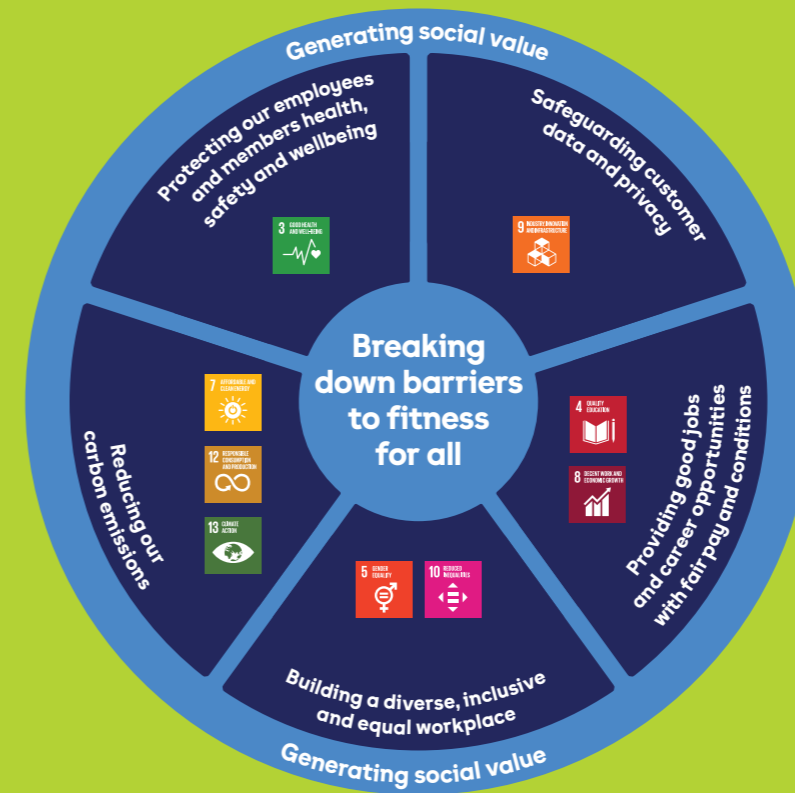 Generating social value
Protecting our employees
and members health,
safety and wellbeing
3 GOOD HEALTH
AND WELL-BEING
Safeguarding customer
data and privacy
9 INDUSTRY, INNOVATION
AND INFRASTRUCTURE
Breaking
down barriers
to fitness
for all
7 AFFORDABLE AND
CLEAN ENERGY
12 RESPONSIBLE
CONSUMPTION
AND PRODUCTION
13 CLIMATE
ACTION
Reducing our
carbon emissions
4 QUALITY
EDUCATION
8 DECENT WORK AND
ECONOMIC GROWTH
Providing good jobs
and career opportunities
with fair pay and conditions
5 GENDER
EQUALITY
10 REDUCED
INEQUALITIES
Building a diverse, inclusive
and equal workplace
Generating social value